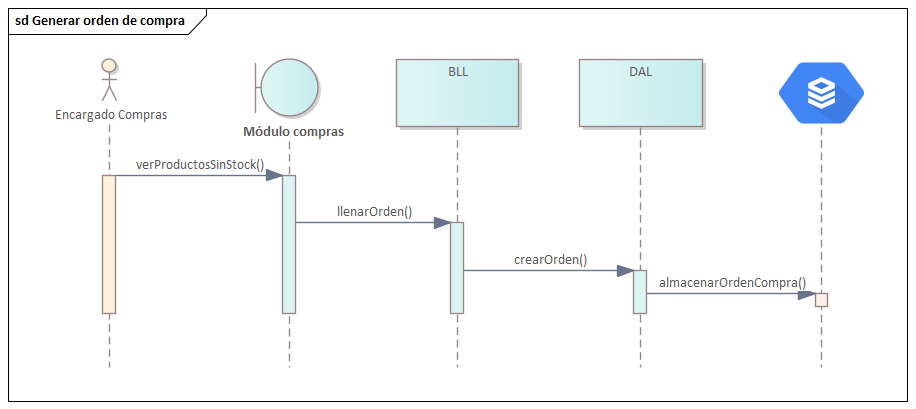 sd Generar orden de compra
Encargado Compras
Módulo compras
BLL
DAL
verProductosSinStock()
llenarOrden()
crearOrden()
almacenarOrdenCompra()